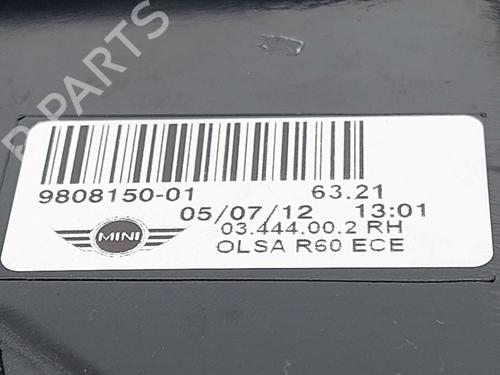 B PARTS
9808150-01 63.21
05/07/12 13:01
MINI
03.444.00.2 RH
OLSA R60 ECE